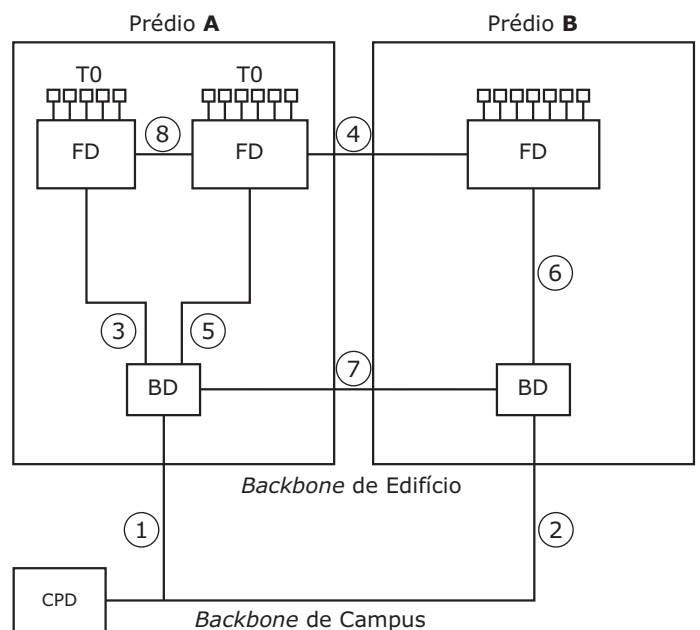 Prédio A
Prédio B
T0
T0
FD
8
FD
4
FD
6
3
5
7
BD
BD
Backbone de Edifício
1
2
CPD
Backbone de Campus